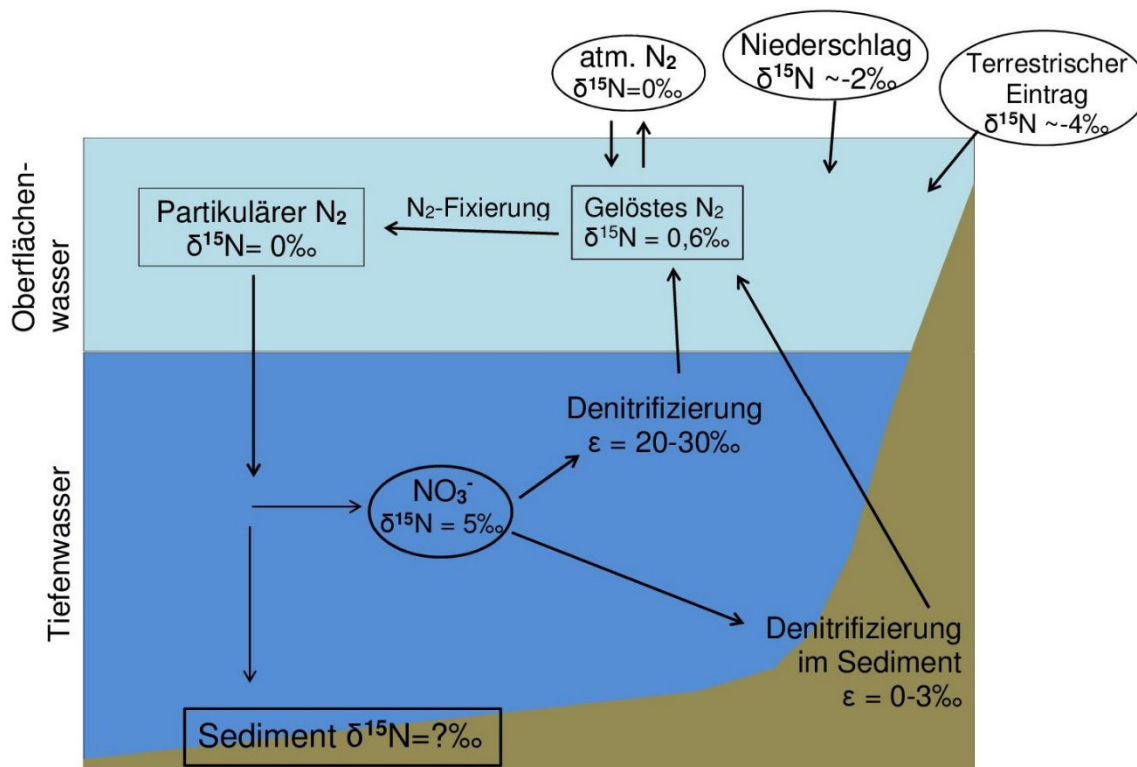 atm. N₂
δ¹⁵N=0‰
Niederschlag
δ¹⁵N ~-2‰
Terrestrischer
Eintrag
δ¹⁵N ~-4‰
Oberflächen-
wasser
Partikulärer N₂
δ¹⁵N= 0‰
N₂-Fixierung
Gelöstes N₂
δ¹⁵N = 0,6‰
Tiefenwasser
Denitrifizierung
ε = 20-30‰
NO₃⁻
δ¹⁵N = 5‰
Denitrifizierung
im Sediment
ε = 0-3‰
Sediment δ¹⁵N=?‰